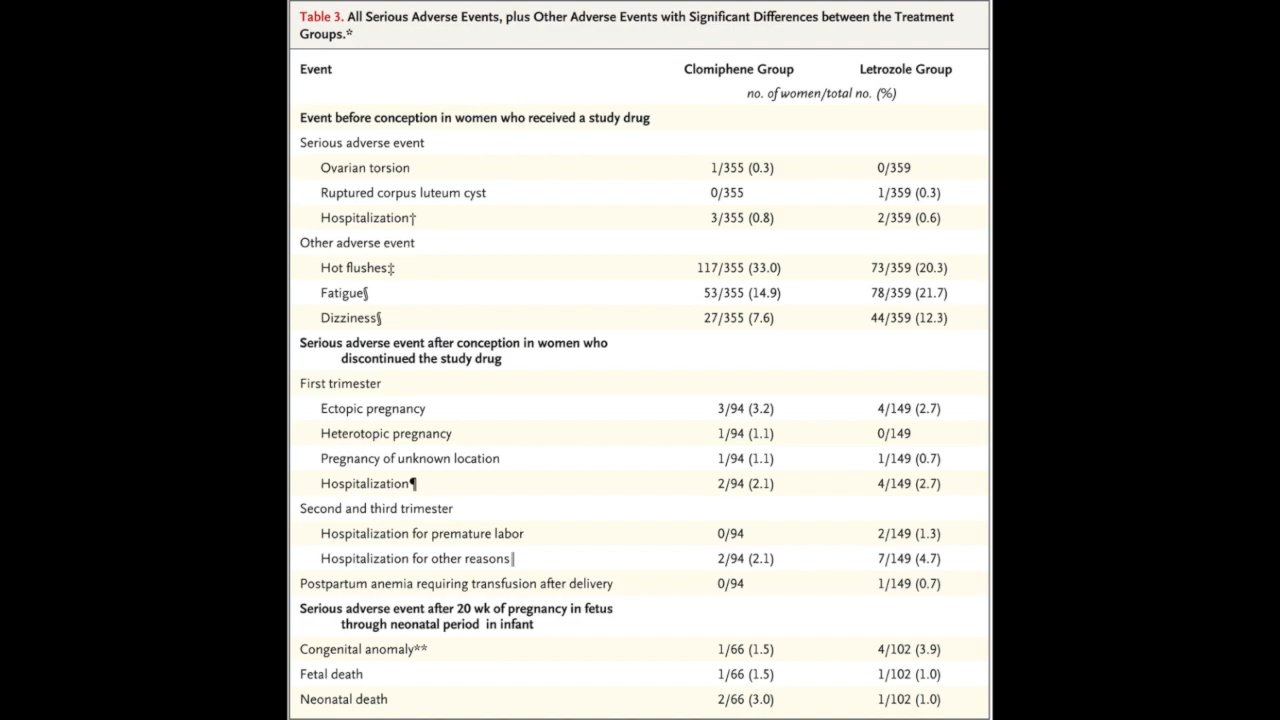 Table 3. All Serious Adverse Events, plus Other Adverse Events with Significant Differences between the Treatment
Groups.*
Event Clomiphene Group Letrozole Group
no. of women/total no. (%)
Event before conception in women who received a study drug
Serious adverse event
Ovarian torsion 1/355 (0.3) 0/359
Ruptured corpus luteum cyst 0/355 1/359 (0.3)
Hospitalization† 3/355 (0.8) 2/359 (0.6)
Other adverse event
Hot flushes‡ 117/355 (33.0) 73/359 (20.3)
Fatigue§ 53/355 (14.9) 78/359 (21.7)
Dizziness§ 27/355 (7.6) 44/359 (12.3)
Serious adverse event after conception in women who
discontinued the study drug
First trimester
Ectopic pregnancy 3/94 (3.2) 4/149 (2.7)
Heterotopic pregnancy 1/94 (1.1) 0/149
Pregnancy of unknown location 1/94 (1.1) 1/149 (0.7)
Hospitalization¶ 2/94 (2.1) 4/149 (2.7)
Second and third trimester
Hospitalization for premature labor 0/94 2/149 (1.3)
Hospitalization for other reasons‖ 2/94 (2.1) 7/149 (4.7)
Postpartum anemia requiring transfusion after delivery 0/94 1/149 (0.7)
Serious adverse event after 20 wk of pregnancy in fetus
through neonatal period in infant
Congenital anomaly** 1/66 (1.5) 4/102 (3.9)
Fetal death 1/66 (1.5) 1/102 (1.0)
Neonatal death 2/66 (3.0) 1/102 (1.0)